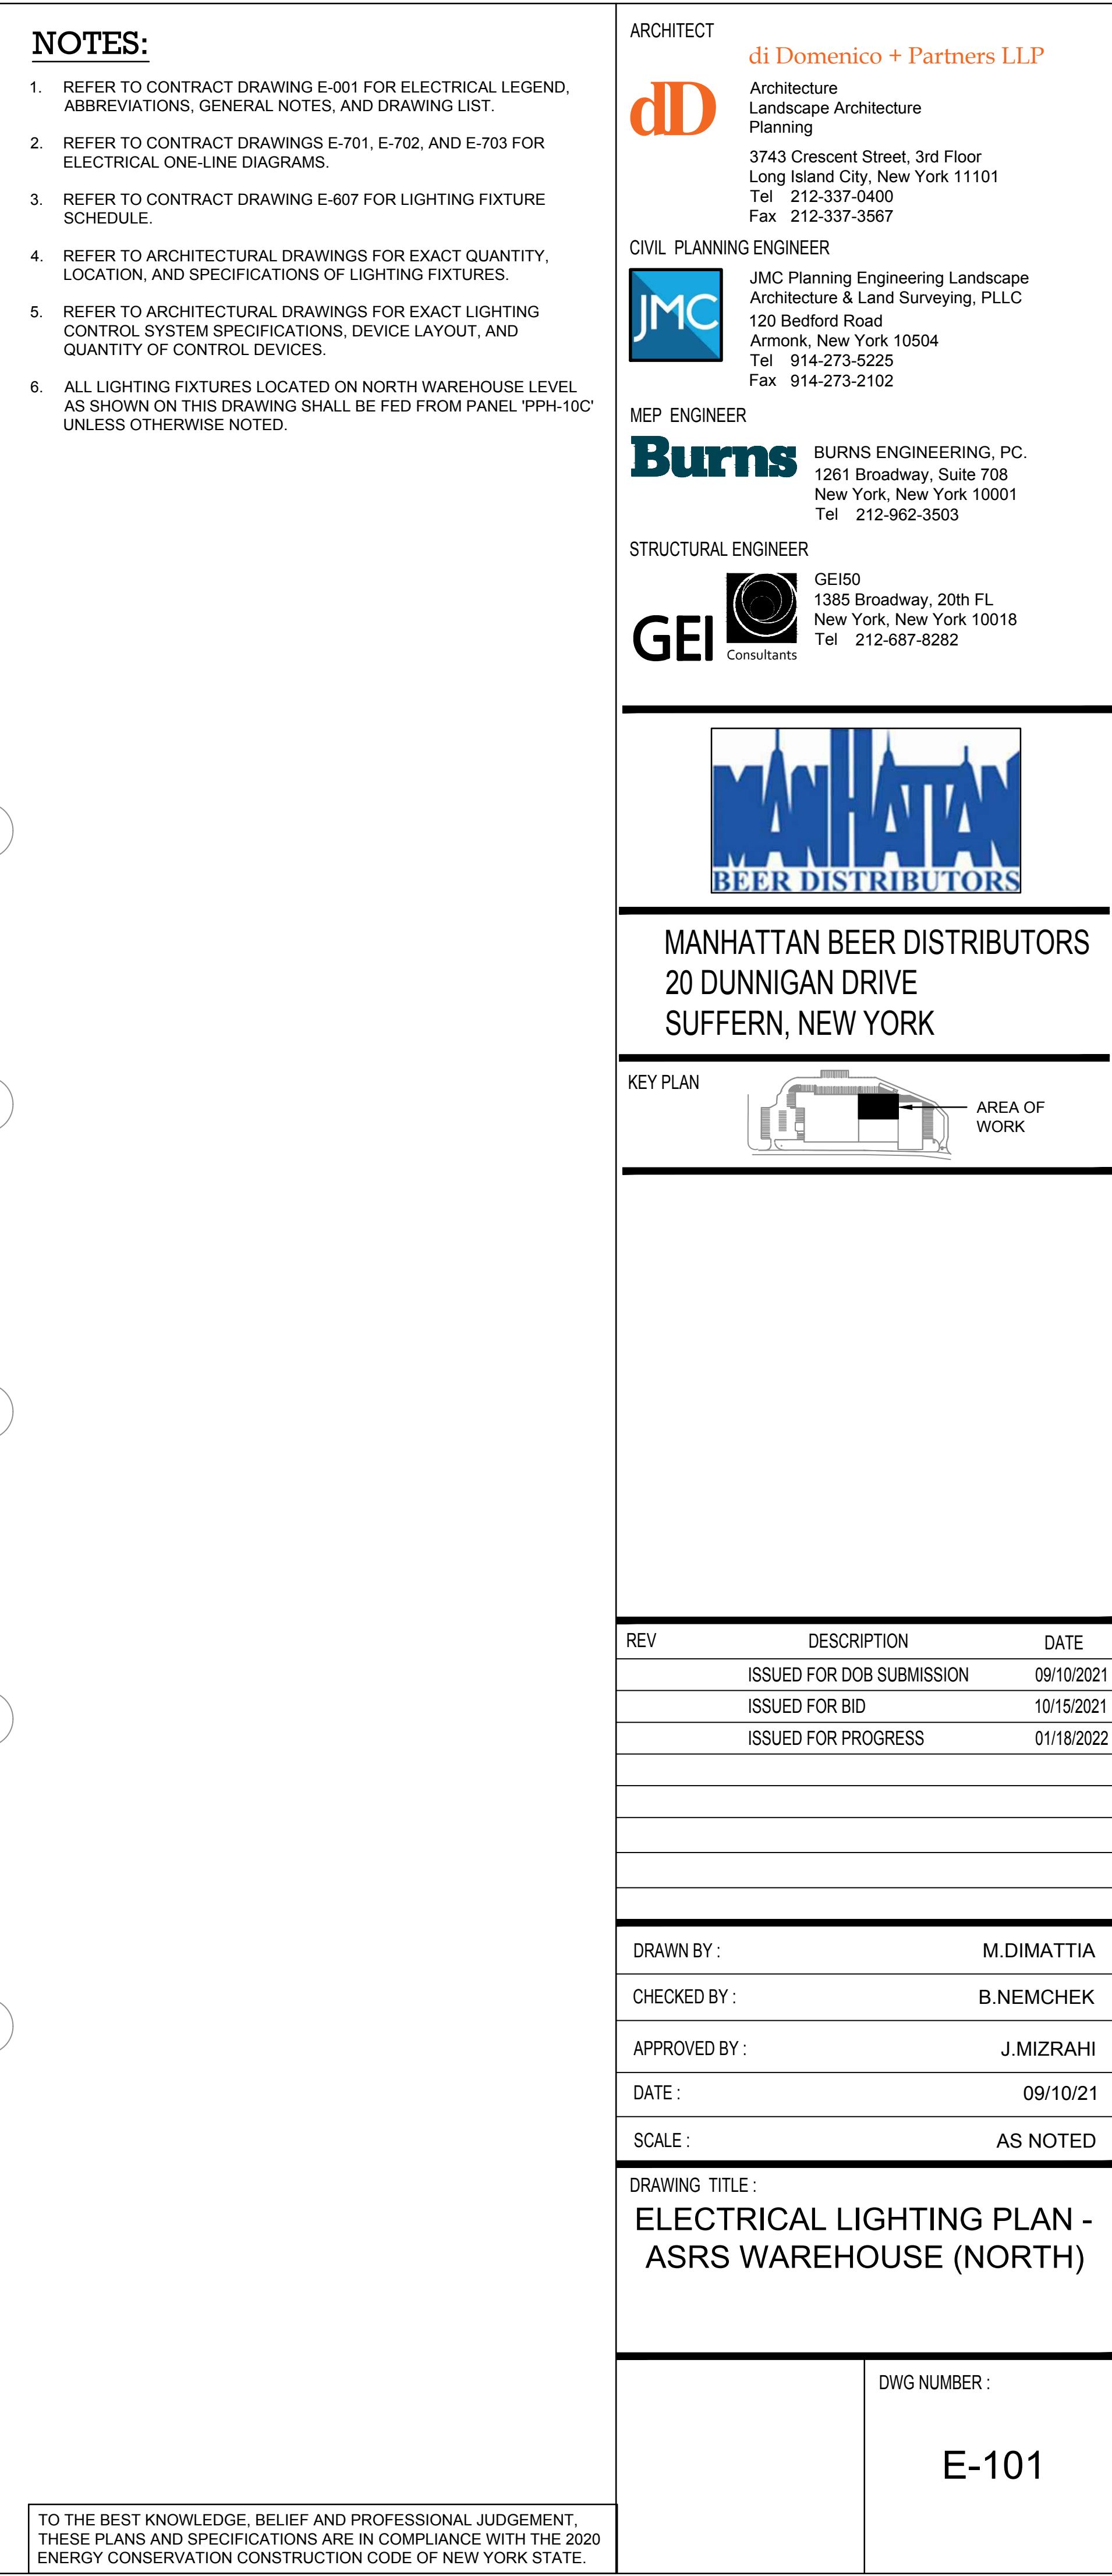 NOTES:
1. REFER TO CONTRACT DRAWING E-001 FOR ELECTRICAL LEGEND,
ABBREVIATIONS, GENERAL NOTES, AND DRAWING LIST.
2. REFER TO CONTRACT DRAWINGS E-701, E-702, AND E-703 FOR
ELECTRICAL ONE-LINE DIAGRAMS.
3. REFER TO CONTRACT DRAWING E-607 FOR LIGHTING FIXTURE
SCHEDULE.
4. REFER TO ARCHITECTURAL DRAWINGS FOR EXACT QUANTITY,
LOCATION, AND SPECIFICATIONS OF LIGHTING FIXTURES.
5. REFER TO ARCHITECTURAL DRAWINGS FOR EXACT LIGHTING
CONTROL SYSTEM SPECIFICATIONS, DEVICE LAYOUT, AND
QUANTITY OF CONTROL DEVICES.
6. ALL LIGHTING FIXTURES LOCATED ON NORTH WAREHOUSE LEVEL
AS SHOWN ON THIS DRAWING SHALL BE FED FROM PANEL 'PPH-10C'
UNLESS OTHERWISE NOTED.
TO THE BEST KNOWLEDGE, BELIEF AND PROFESSIONAL JUDGEMENT,
THESE PLANS AND SPECIFICATIONS ARE IN COMPLIANCE WITH THE 2020
ENERGY CONSERVATION CONSTRUCTION CODE OF NEW YORK STATE.
ARCHITECT
di Domenico + Partners LLP
dD
Architecture
Landscape Architecture
Planning
3743 Crescent Street, 3rd Floor
Long Island City, New York 11101
Tel 212-337-0400
Fax 212-337-3567
CIVIL PLANNING ENGINEER
JMC
JMC Planning Engineering Landscape
Architecture & Land Surveying, PLLC
120 Bedford Road
Armonk, New York 10504
Tel 914-273-5225
Fax 914-273-2102
MEP ENGINEER
Burns
BURNS ENGINEERING, PC.
1261 Broadway, Suite 708
New York, New York 10001
Tel 212-962-3503
STRUCTURAL ENGINEER
GEI Consultants
GEI50
1385 Broadway, 20th FL
New York, New York 10018
Tel 212-687-8282
MANHATTAN
BEER DISTRIBUTORS
MANHATTAN BEER DISTRIBUTORS
20 DUNNIGAN DRIVE
SUFFERN, NEW YORK
KEY PLAN
AREA OF
WORK
REV DESCRIPTION DATE
ISSUED FOR DOB SUBMISSION 09/10/2021
ISSUED FOR BID 10/15/2021
ISSUED FOR PROGRESS 01/18/2022
DRAWN BY : M.DIMATTIA
CHECKED BY : B.NEMCHEK
APPROVED BY : J.MIZRAHI
DATE : 09/10/21
SCALE : AS NOTED
DRAWING TITLE :
ELECTRICAL LIGHTING PLAN -
ASRS WAREHOUSE (NORTH)
DWG NUMBER :
E-101